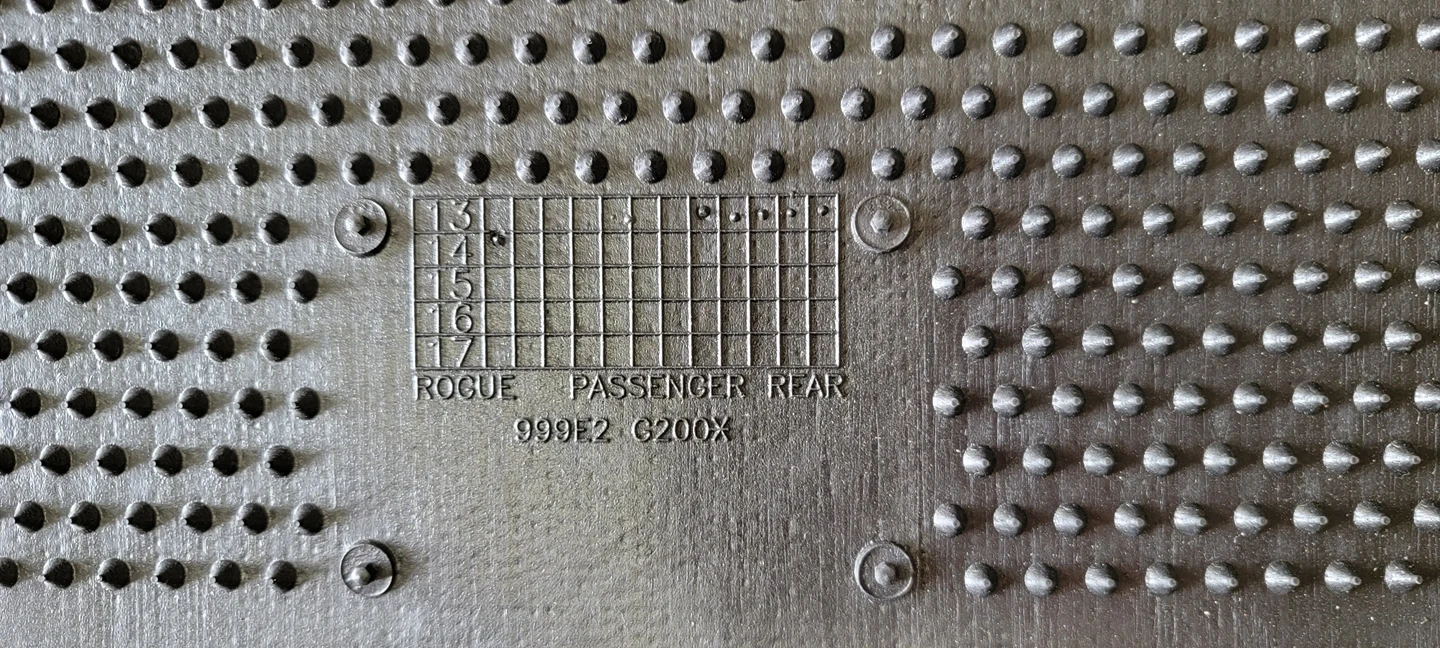 13
14
15
16
17
ROGUE PASSENGER REAR
999E2 G200X